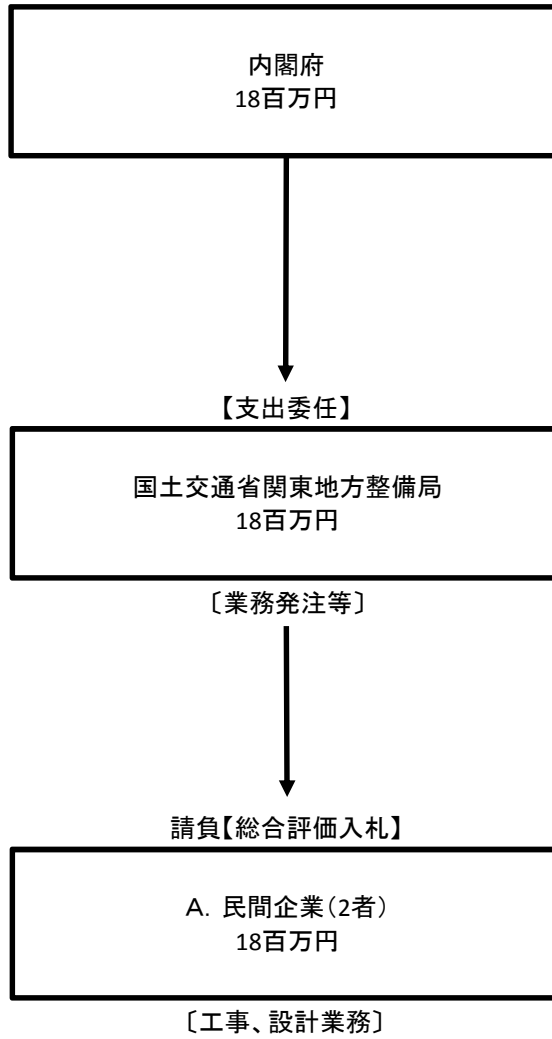 内閣府
18百万円
【支出委任】
国土交通省関東地方整備局
18百万円
〔業務発注等〕
請負【総合評価入札】
A. 民間企業(2者)
18百万円
〔工事、設計業務〕